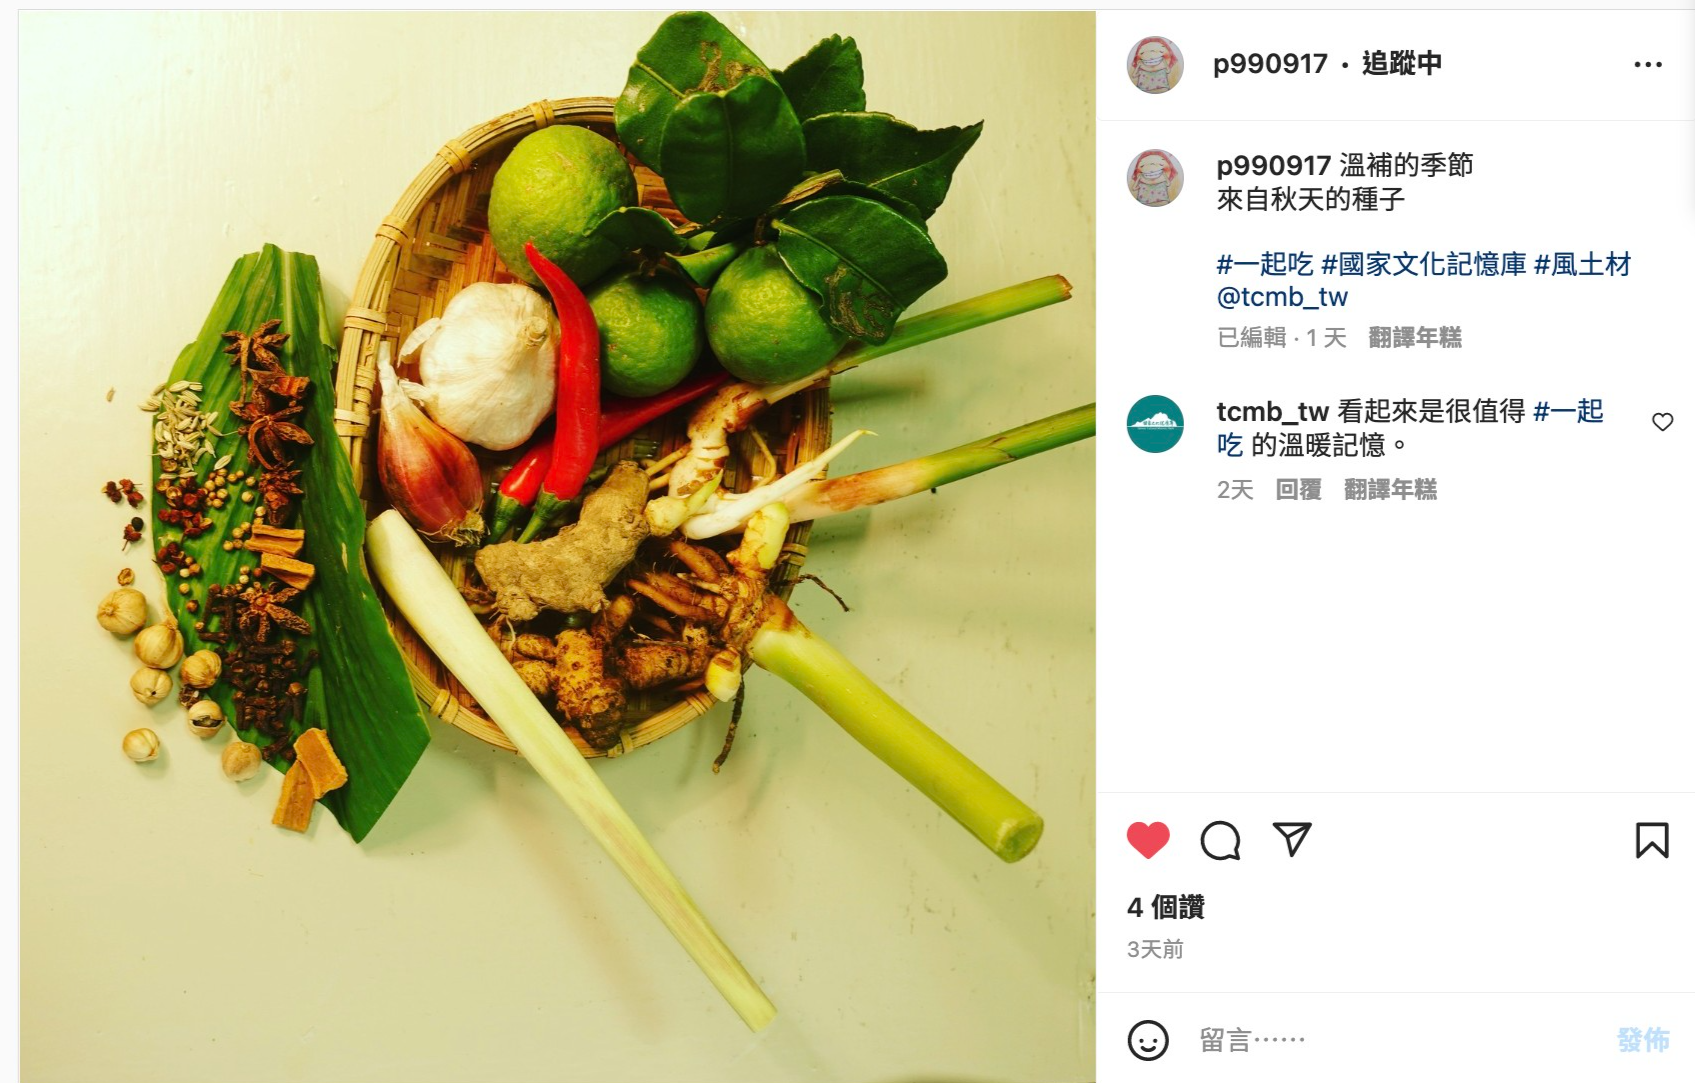 p990917 • 追蹤中
p990917 溫補的季節
來自秋天的種子
#一起吃 #國家文化記憶庫 #風土材
@tcmb_tw
已編輯 · 1 天 翻譯年糕
tcmb_tw 看起來是很值得 #一起
吃 的溫暖記憶。
2天 回覆 翻譯年糕
4 個讚
3天前
留言……
發佈